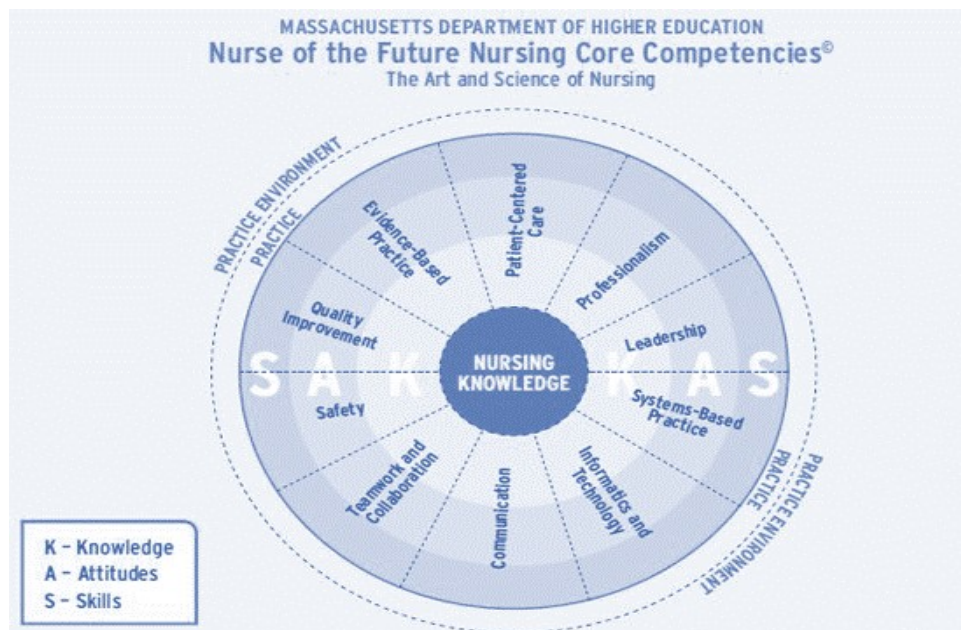 MASSACHUSETTS DEPARTMENT OF HIGHER EDUCATION
Nurse of the Future Nursing Core Competencies©
The Art and Science of Nursing
PRACTICE ENVIRONMENT
PRACTICE
Evidence-Based
Practice
Patient-Centered
Care
Professionalism
Quality
Improvement
Leadership
S A K
NURSING
KNOWLEDGE
K A S
Safety
Systems-Based
Practice
Teamwork and
Collaboration
Communication
Informatics and
Technology
PRACTICE
PRACTICE ENVIRONMENT
K – Knowledge
A – Attitudes
S – Skills